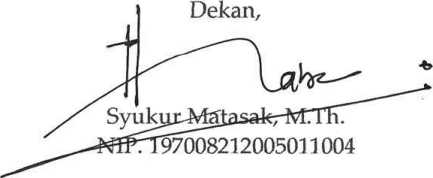 Dekan,
Syukur Matasak, M.Th.
NIP. 197008212005011004